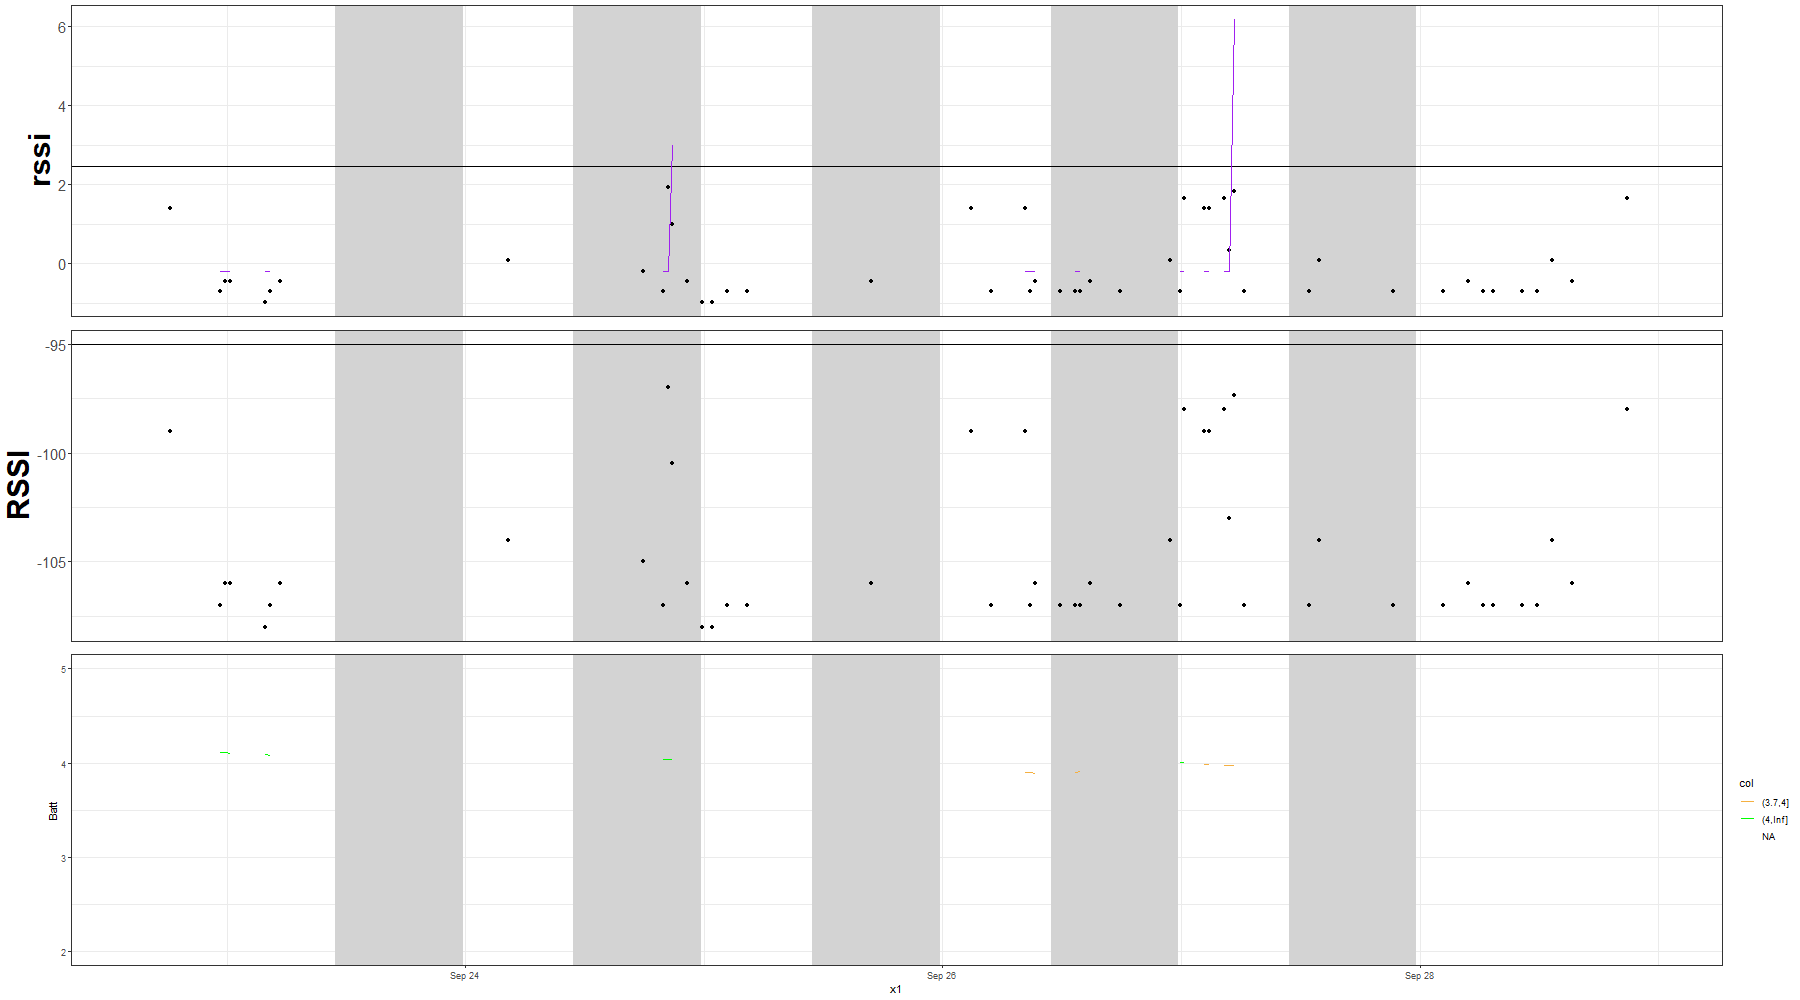 rssi
6
4
2
0
RSSI
-95
-100
-105
Batt
5
4
3
2
Sep 24
Sep 26
Sep 28
x1
col
(3.7,4]
(4,Inf]
NA